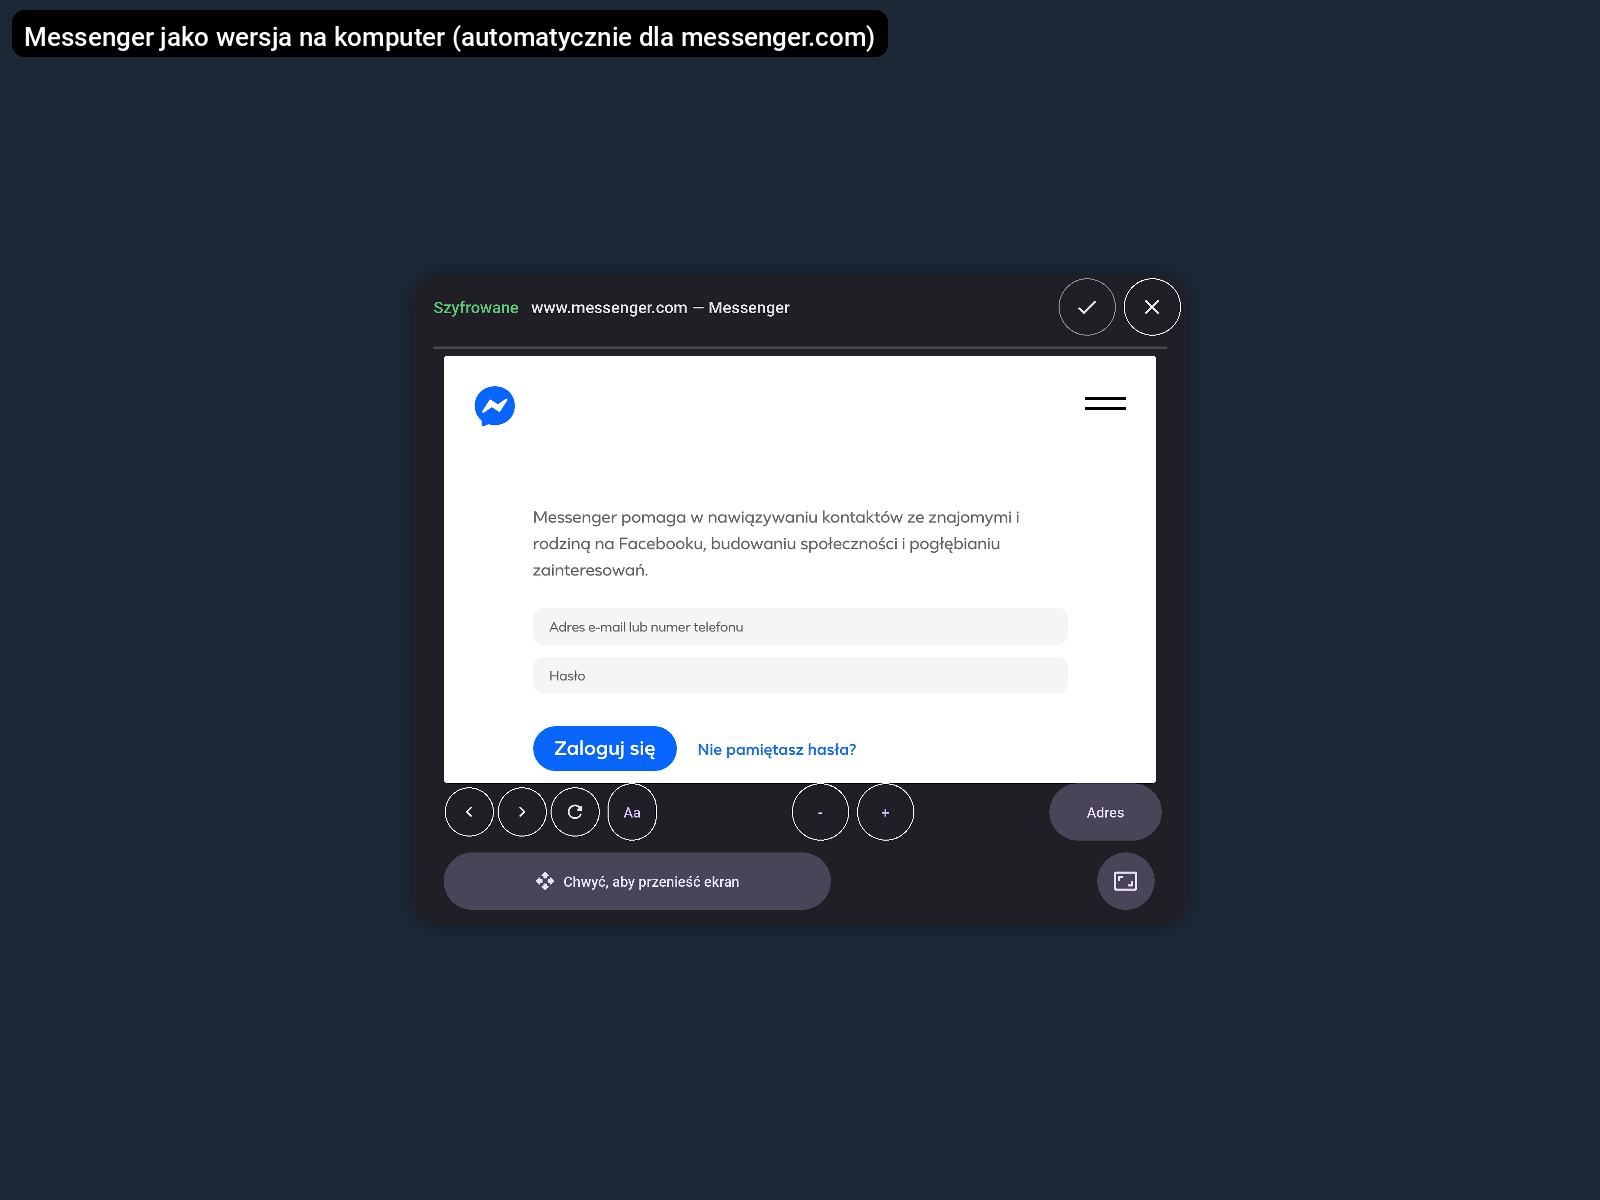 Messenger jako wersja na komputer (automatycznie dla messenger.com)
Szyfrowane www.messenger.com — Messenger
Messenger pomaga w nawiązywaniu kontaktów ze znajomymi i
rodziną na Facebooku, budowaniu społeczności i pogłębianiu
zainteresowań.
Adres e-mail lub numer telefonu
Hasło
Zaloguj się Nie pamiętasz hasła?
Aa - + Adres
Chwyć, aby przenieść ekran